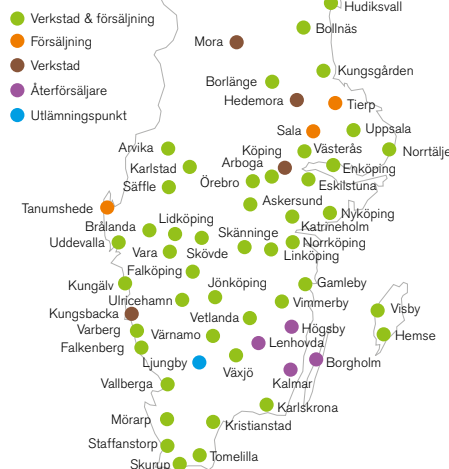 Verkstad & försäljning
Försäljning
Verkstad
Återförsäljare
Utlämningspunkt
Hudiksvall
Bollnäs
Mora
Kungsgården
Borlänge
Hedemora
Tierp
Sala
Uppsala
Arvika
Köping
Västerås
Norrtälje
Karlstad
Arboga
Enköping
Säffle
Örebro
Eskilstuna
Tanumshede
Askersund
Nyköping
Lidköping
Katrineholm
Brålanda
Skänninge
Norrköping
Uddevalla
Vara
Skövde
Linköping
Falköping
Kungälv
Jönköping
Gamleby
Ulricehamn
Vimmerby
Visby
Kungsbacka
Vetlanda
Högsby
Varberg
Värnamo
Lenhovda
Hemse
Falkenberg
Ljungby
Borgholm
Växjö
Vallberga
Kalmar
Karlskrona
Mörarp
Kristianstad
Staffanstorp
Tomelilla
Skurup